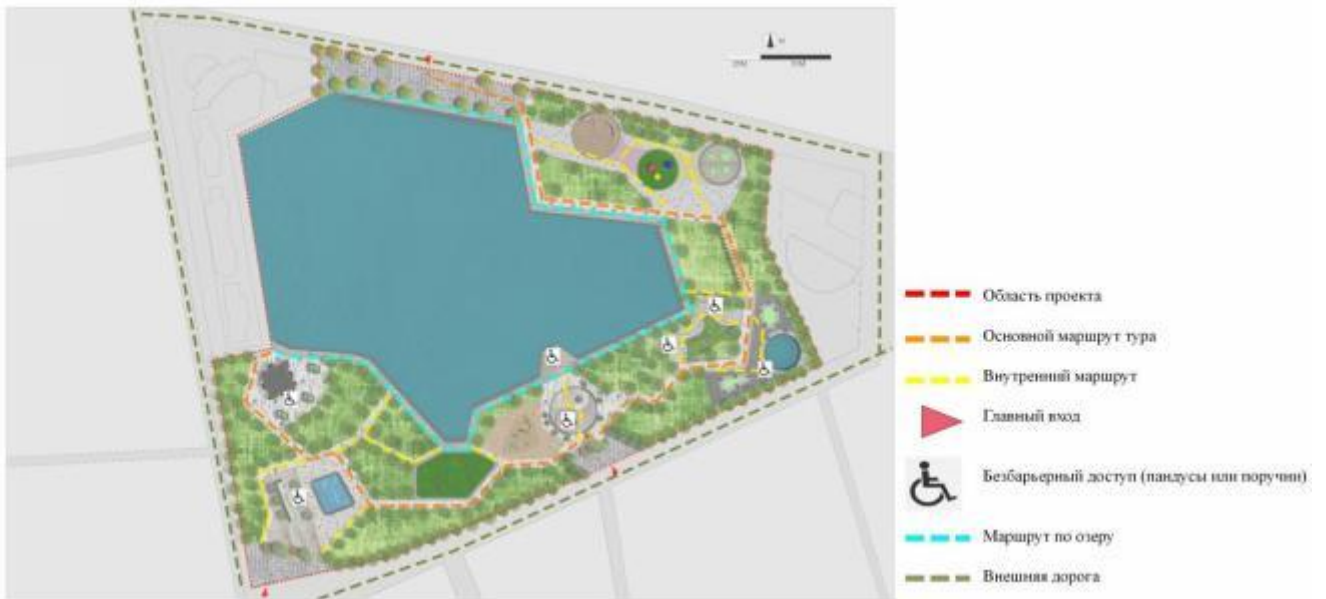 Область проекта
Основной маршрут тура
Внутренний маршрут
Главный вход
Безбарьерный доступ (пандусы или поручни)
Маршрут по озеру
Внешняя дорога